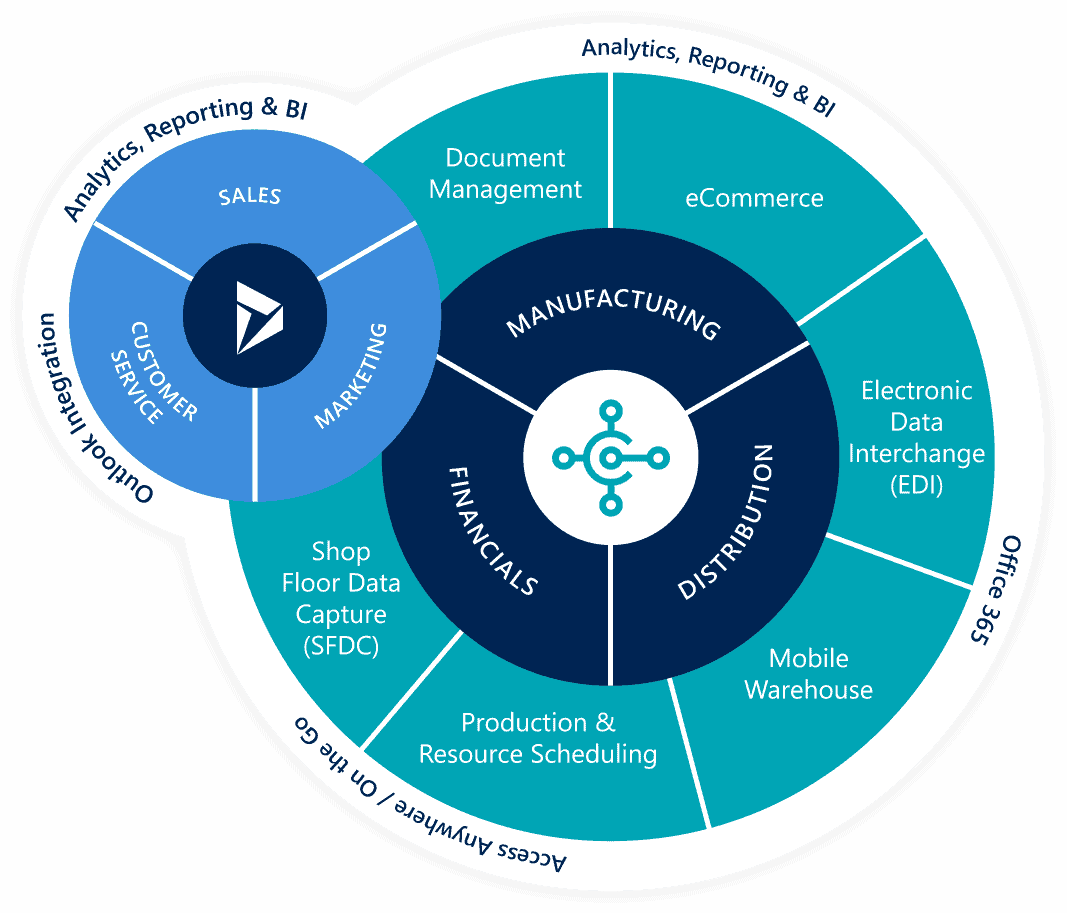 Analytics, Reporting & BI
SALES
CUSTOMER
SERVICE
MARKETING
Outlook Integration
Analytics, Reporting & BI
Document
Management
eCommerce
MANUFACTURING
Electronic
Data
Interchange
(EDI)
FINANCIALS
DISTRIBUTION
Shop
Floor Data
Capture
(SFDC)
Mobile
Warehouse
Production &
Resource Scheduling
Office 365
Access Anywhere / On the Go